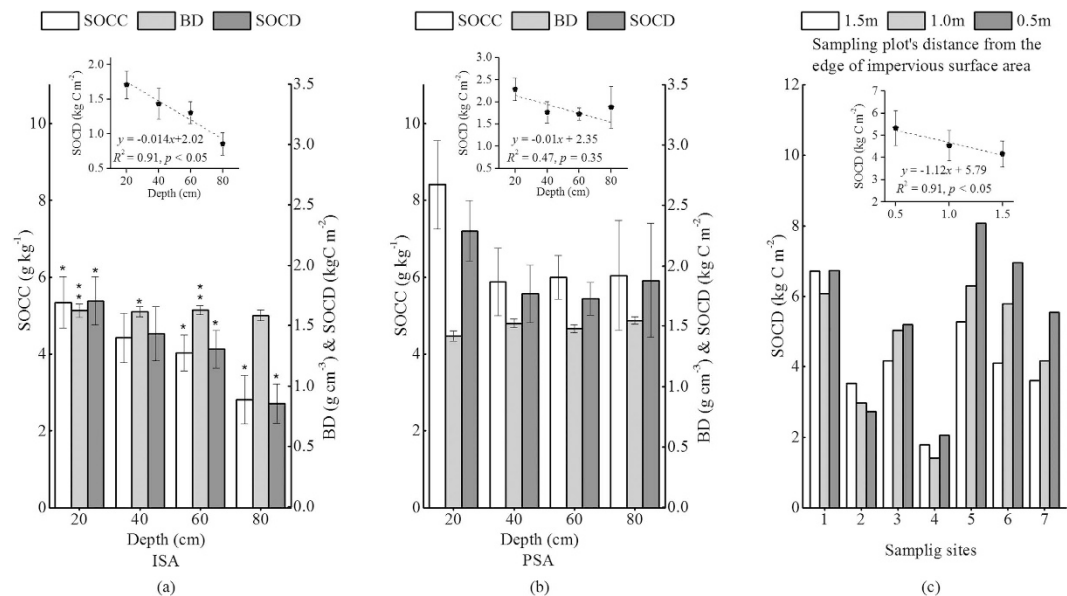 SOCC BD SOCD
SOCC (g kg-1)
10
8
6
4
2
0
3.5
3.0
2.5
2.0
1.5
1.0
0.5
0.0
BD (g cm-3) & SOCD (kgC m-2)
SOCD (kg C m-2)
2.0
1.5
1.0
0.5
y = -0.014x+2.02
R2 = 0.91, p < 0.05
20 40 60 80
Depth (cm)
* * * * * * * * * * *
20 40 60 80
Depth (cm)
ISA
(a)
SOCC BD SOCD
SOCC (g kg-1)
10
8
6
4
2
0
3.5
3.0
2.5
2.0
1.5
1.0
0.5
0.0
BD (g cm-3) & SOCD (kgC m-2)
SOCD (kg C m-2)
3.0
2.5
2.0
1.5
1.0
0.5
y = -0.01x + 2.35
R2 = 0.47, p = 0.35
20 40 60 80
Depth (cm)
20 40 60 80
Depth (cm)
PSA
(b)
1.5m 1.0m 0.5m
Sampling plot's distance from the
edge of impervious surface area
SOCD (kg C m-2)
12
10
8
6
4
2
0
SOCD (kg C m-2)
7
6
5
4
3
2
y = -1.12x + 5.79
R2 = 0.91, p < 0.05
0.5 1.0 1.5
1 2 3 4 5 6 7
Samplig sites
(c)